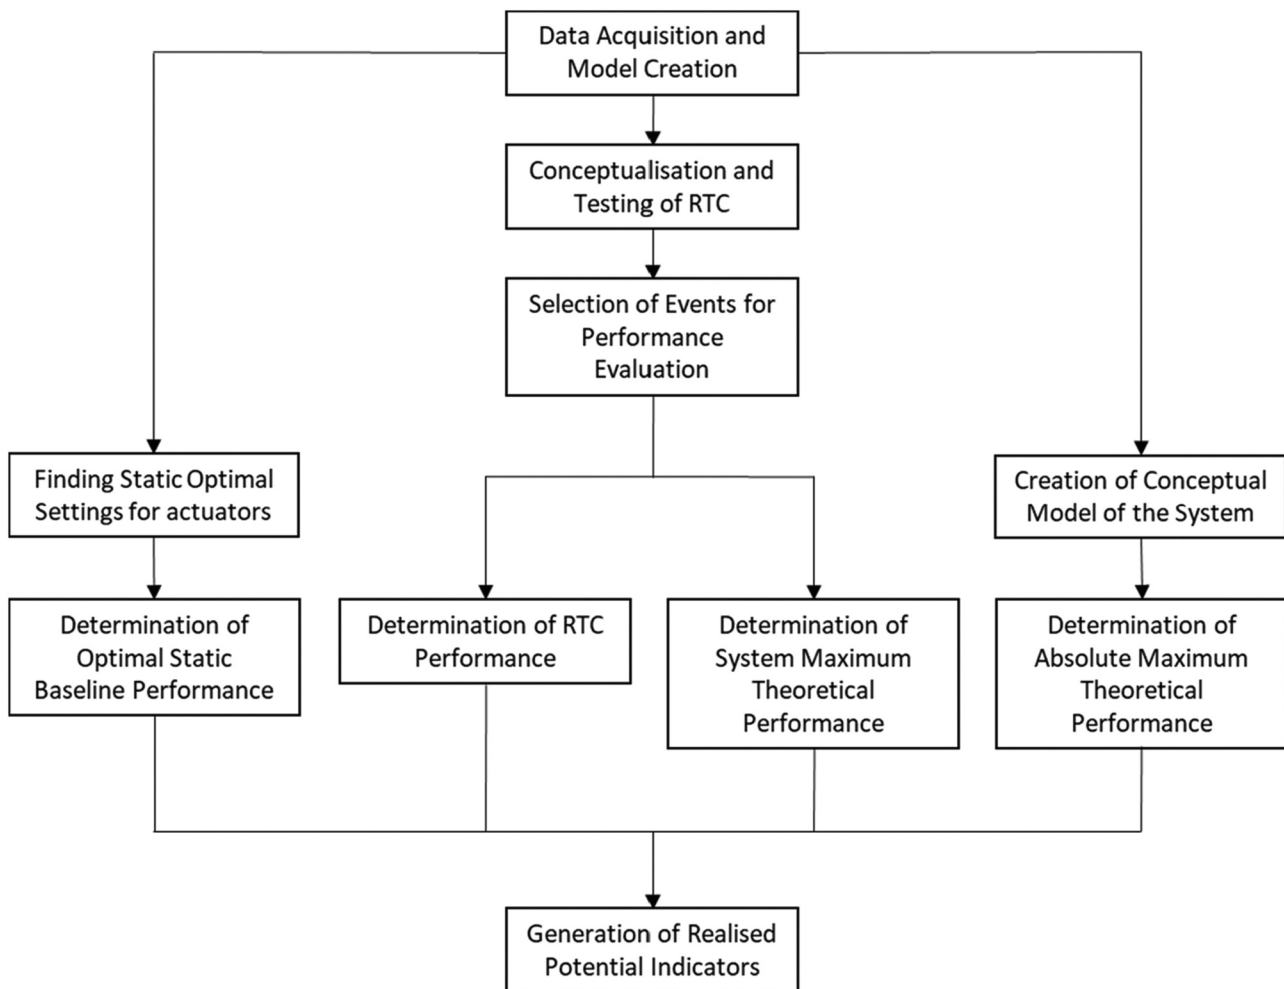 Data Acquisition and
Model Creation
Conceptualisation and
Testing of RTC
Selection of Events for
Performance
Evaluation
Finding Static Optimal
Settings for actuators
Creation of Conceptual
Model of the System
Determination of
Optimal Static
Baseline Performance
Determination of RTC
Performance
Determination of
System Maximum
Theoretical
Performance
Determination of
Absolute Maximum
Theoretical
Performance
Generation of Realised
Potential Indicators